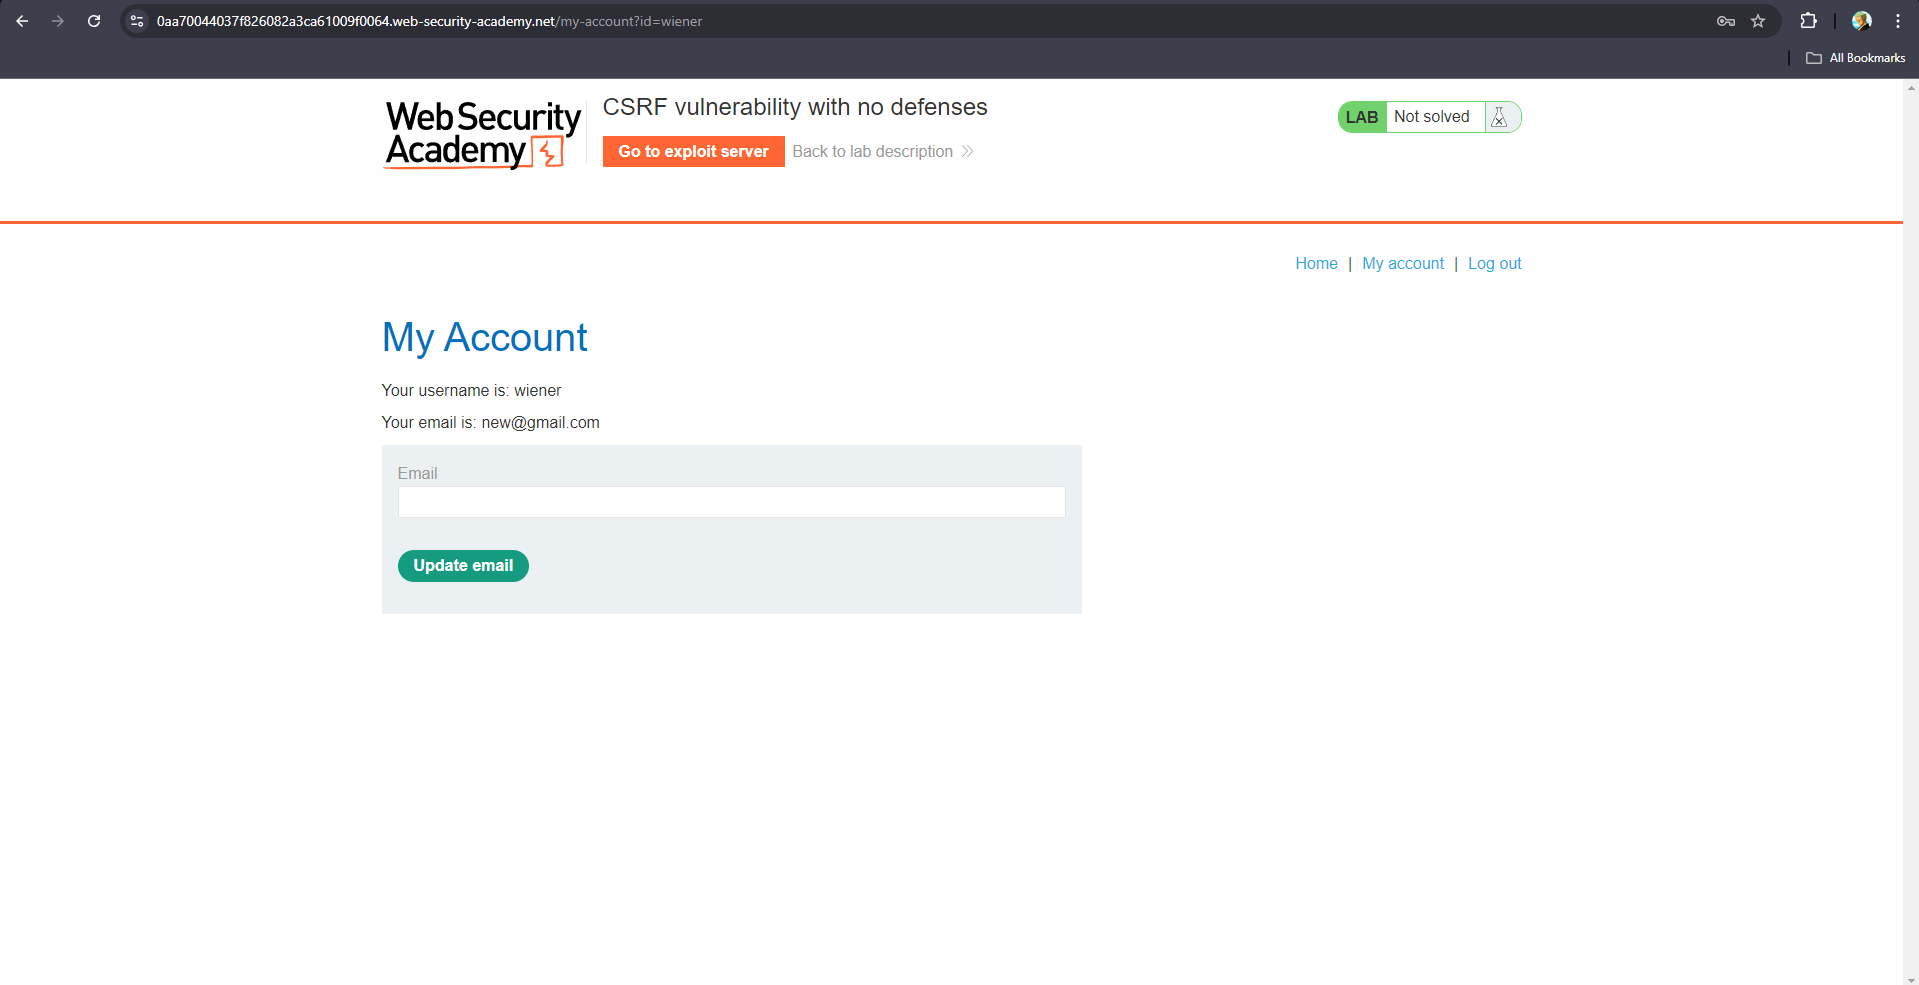 0aa70044037f826082a3ca61009f0064.web-security-academy.net/my-account?id=wiener
All Bookmarks
Web Security
Academy
CSRF vulnerability with no defenses
Go to exploit server
Back to lab description
LAB
Not solved
Home | My account | Log out
My Account
Your username is: wiener
Your email is: new@gmail.com
Email
Update email